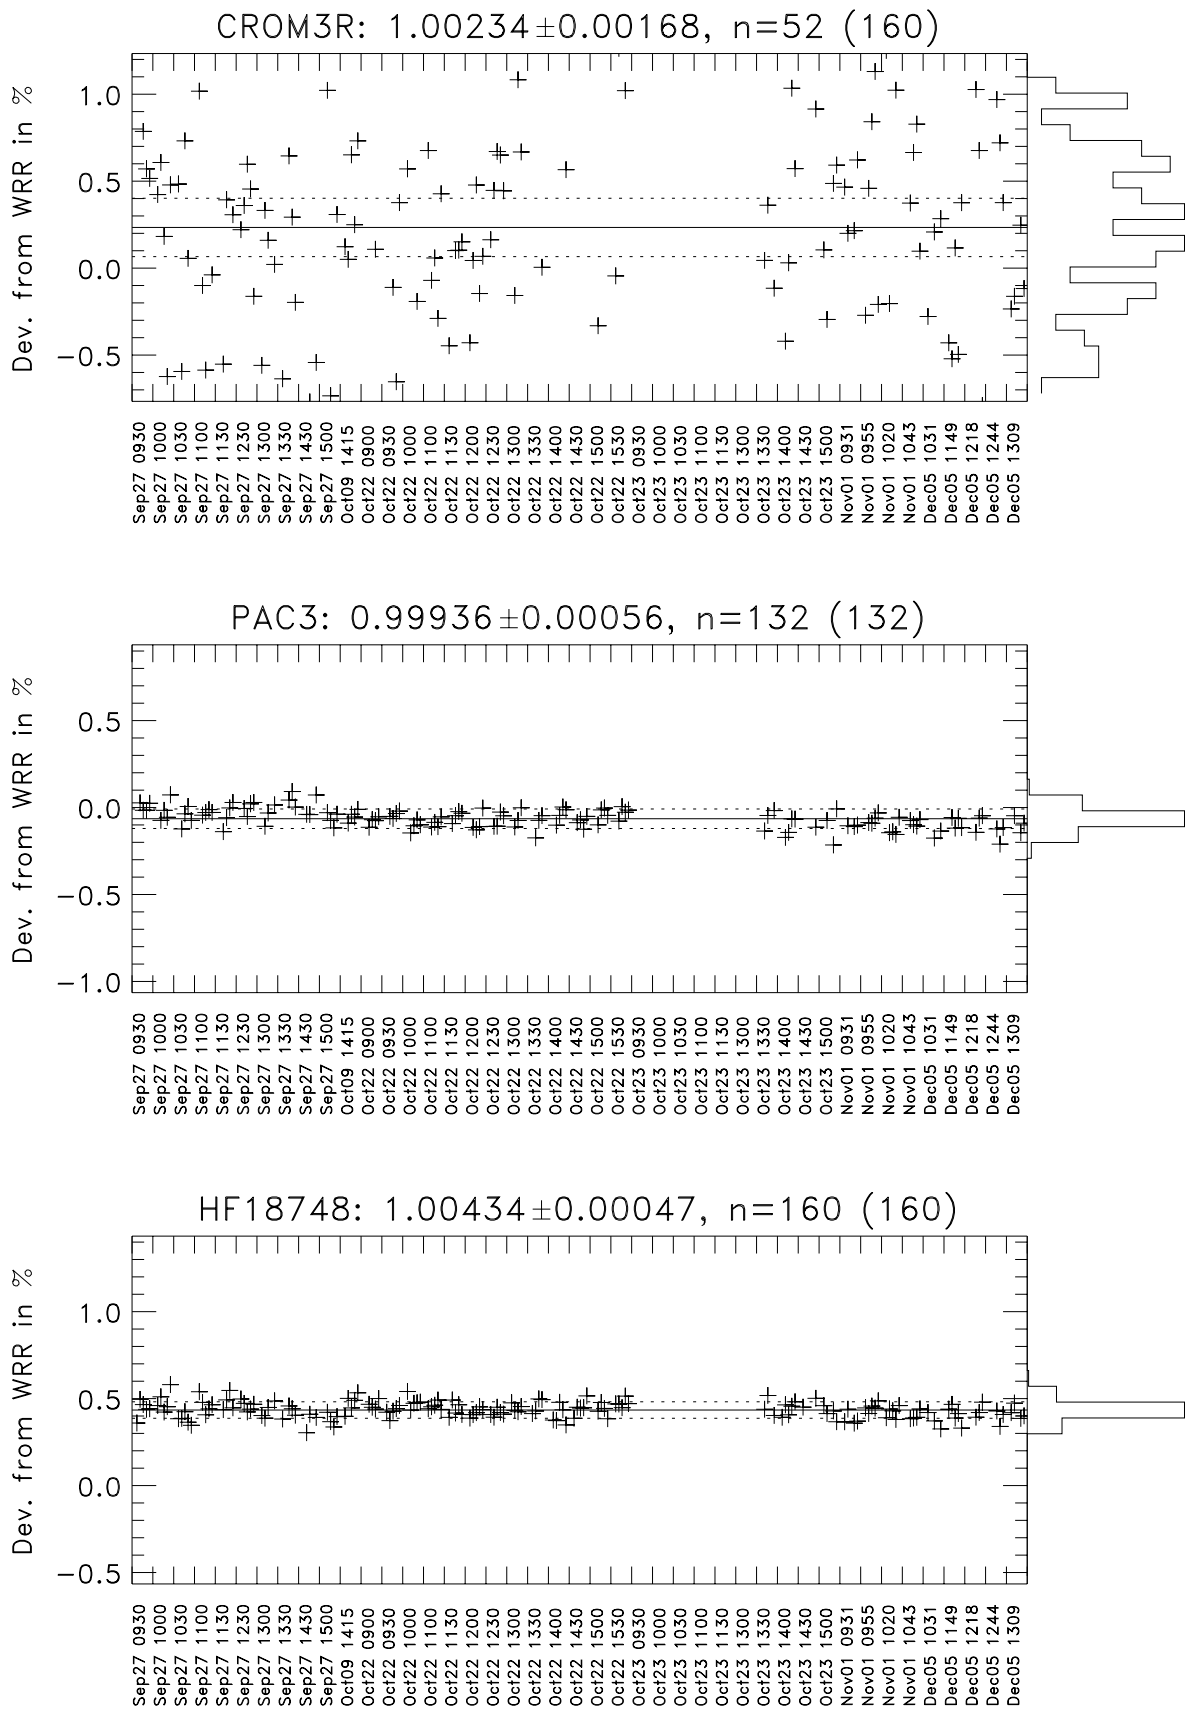 CROM3R: 1.00234±0.00168, n=52 (160)
Dev. from WRR in %
1.0
0.5
0.0
−0.5
Sep27 0930
Sep27 1000
Sep27 1030
Sep27 1100
Sep27 1130
Sep27 1230
Sep27 1300
Sep27 1330
Sep27 1430
Sep27 1500
Oct09 1415
Oct22 0900
Oct22 0930
Oct22 1000
Oct22 1100
Oct22 1130
Oct22 1200
Oct22 1230
Oct22 1300
Oct22 1330
Oct22 1400
Oct22 1430
Oct22 1500
Oct22 1530
Oct23 0930
Oct23 1000
Oct23 1030
Oct23 1100
Oct23 1130
Oct23 1300
Oct23 1330
Oct23 1400
Oct23 1430
Oct23 1500
Nov01 0931
Nov01 0955
Nov01 1020
Nov01 1043
Dec05 1031
Dec05 1149
Dec05 1218
Dec05 1244
Dec05 1309
PAC3: 0.99936±0.00056, n=132 (132)
Dev. from WRR in %
0.5
0.0
−0.5
−1.0
Sep27 0930
Sep27 1000
Sep27 1030
Sep27 1100
Sep27 1130
Sep27 1230
Sep27 1300
Sep27 1330
Sep27 1430
Sep27 1500
Oct09 1415
Oct22 0900
Oct22 0930
Oct22 1000
Oct22 1100
Oct22 1130
Oct22 1200
Oct22 1230
Oct22 1300
Oct22 1330
Oct22 1400
Oct22 1430
Oct22 1500
Oct22 1530
Oct23 0930
Oct23 1000
Oct23 1030
Oct23 1100
Oct23 1130
Oct23 1300
Oct23 1330
Oct23 1400
Oct23 1430
Oct23 1500
Nov01 0931
Nov01 0955
Nov01 1020
Nov01 1043
Dec05 1031
Dec05 1149
Dec05 1218
Dec05 1244
Dec05 1309
HF18748: 1.00434±0.00047, n=160 (160)
Dev. from WRR in %
1.0
0.5
0.0
−0.5
Sep27 0930
Sep27 1000
Sep27 1030
Sep27 1100
Sep27 1130
Sep27 1230
Sep27 1300
Sep27 1330
Sep27 1430
Sep27 1500
Oct09 1415
Oct22 0900
Oct22 0930
Oct22 1000
Oct22 1100
Oct22 1130
Oct22 1200
Oct22 1230
Oct22 1300
Oct22 1330
Oct22 1400
Oct22 1430
Oct22 1500
Oct22 1530
Oct23 0930
Oct23 1000
Oct23 1030
Oct23 1100
Oct23 1130
Oct23 1300
Oct23 1330
Oct23 1400
Oct23 1430
Oct23 1500
Nov01 0931
Nov01 0955
Nov01 1020
Nov01 1043
Dec05 1031
Dec05 1149
Dec05 1218
Dec05 1244
Dec05 1309